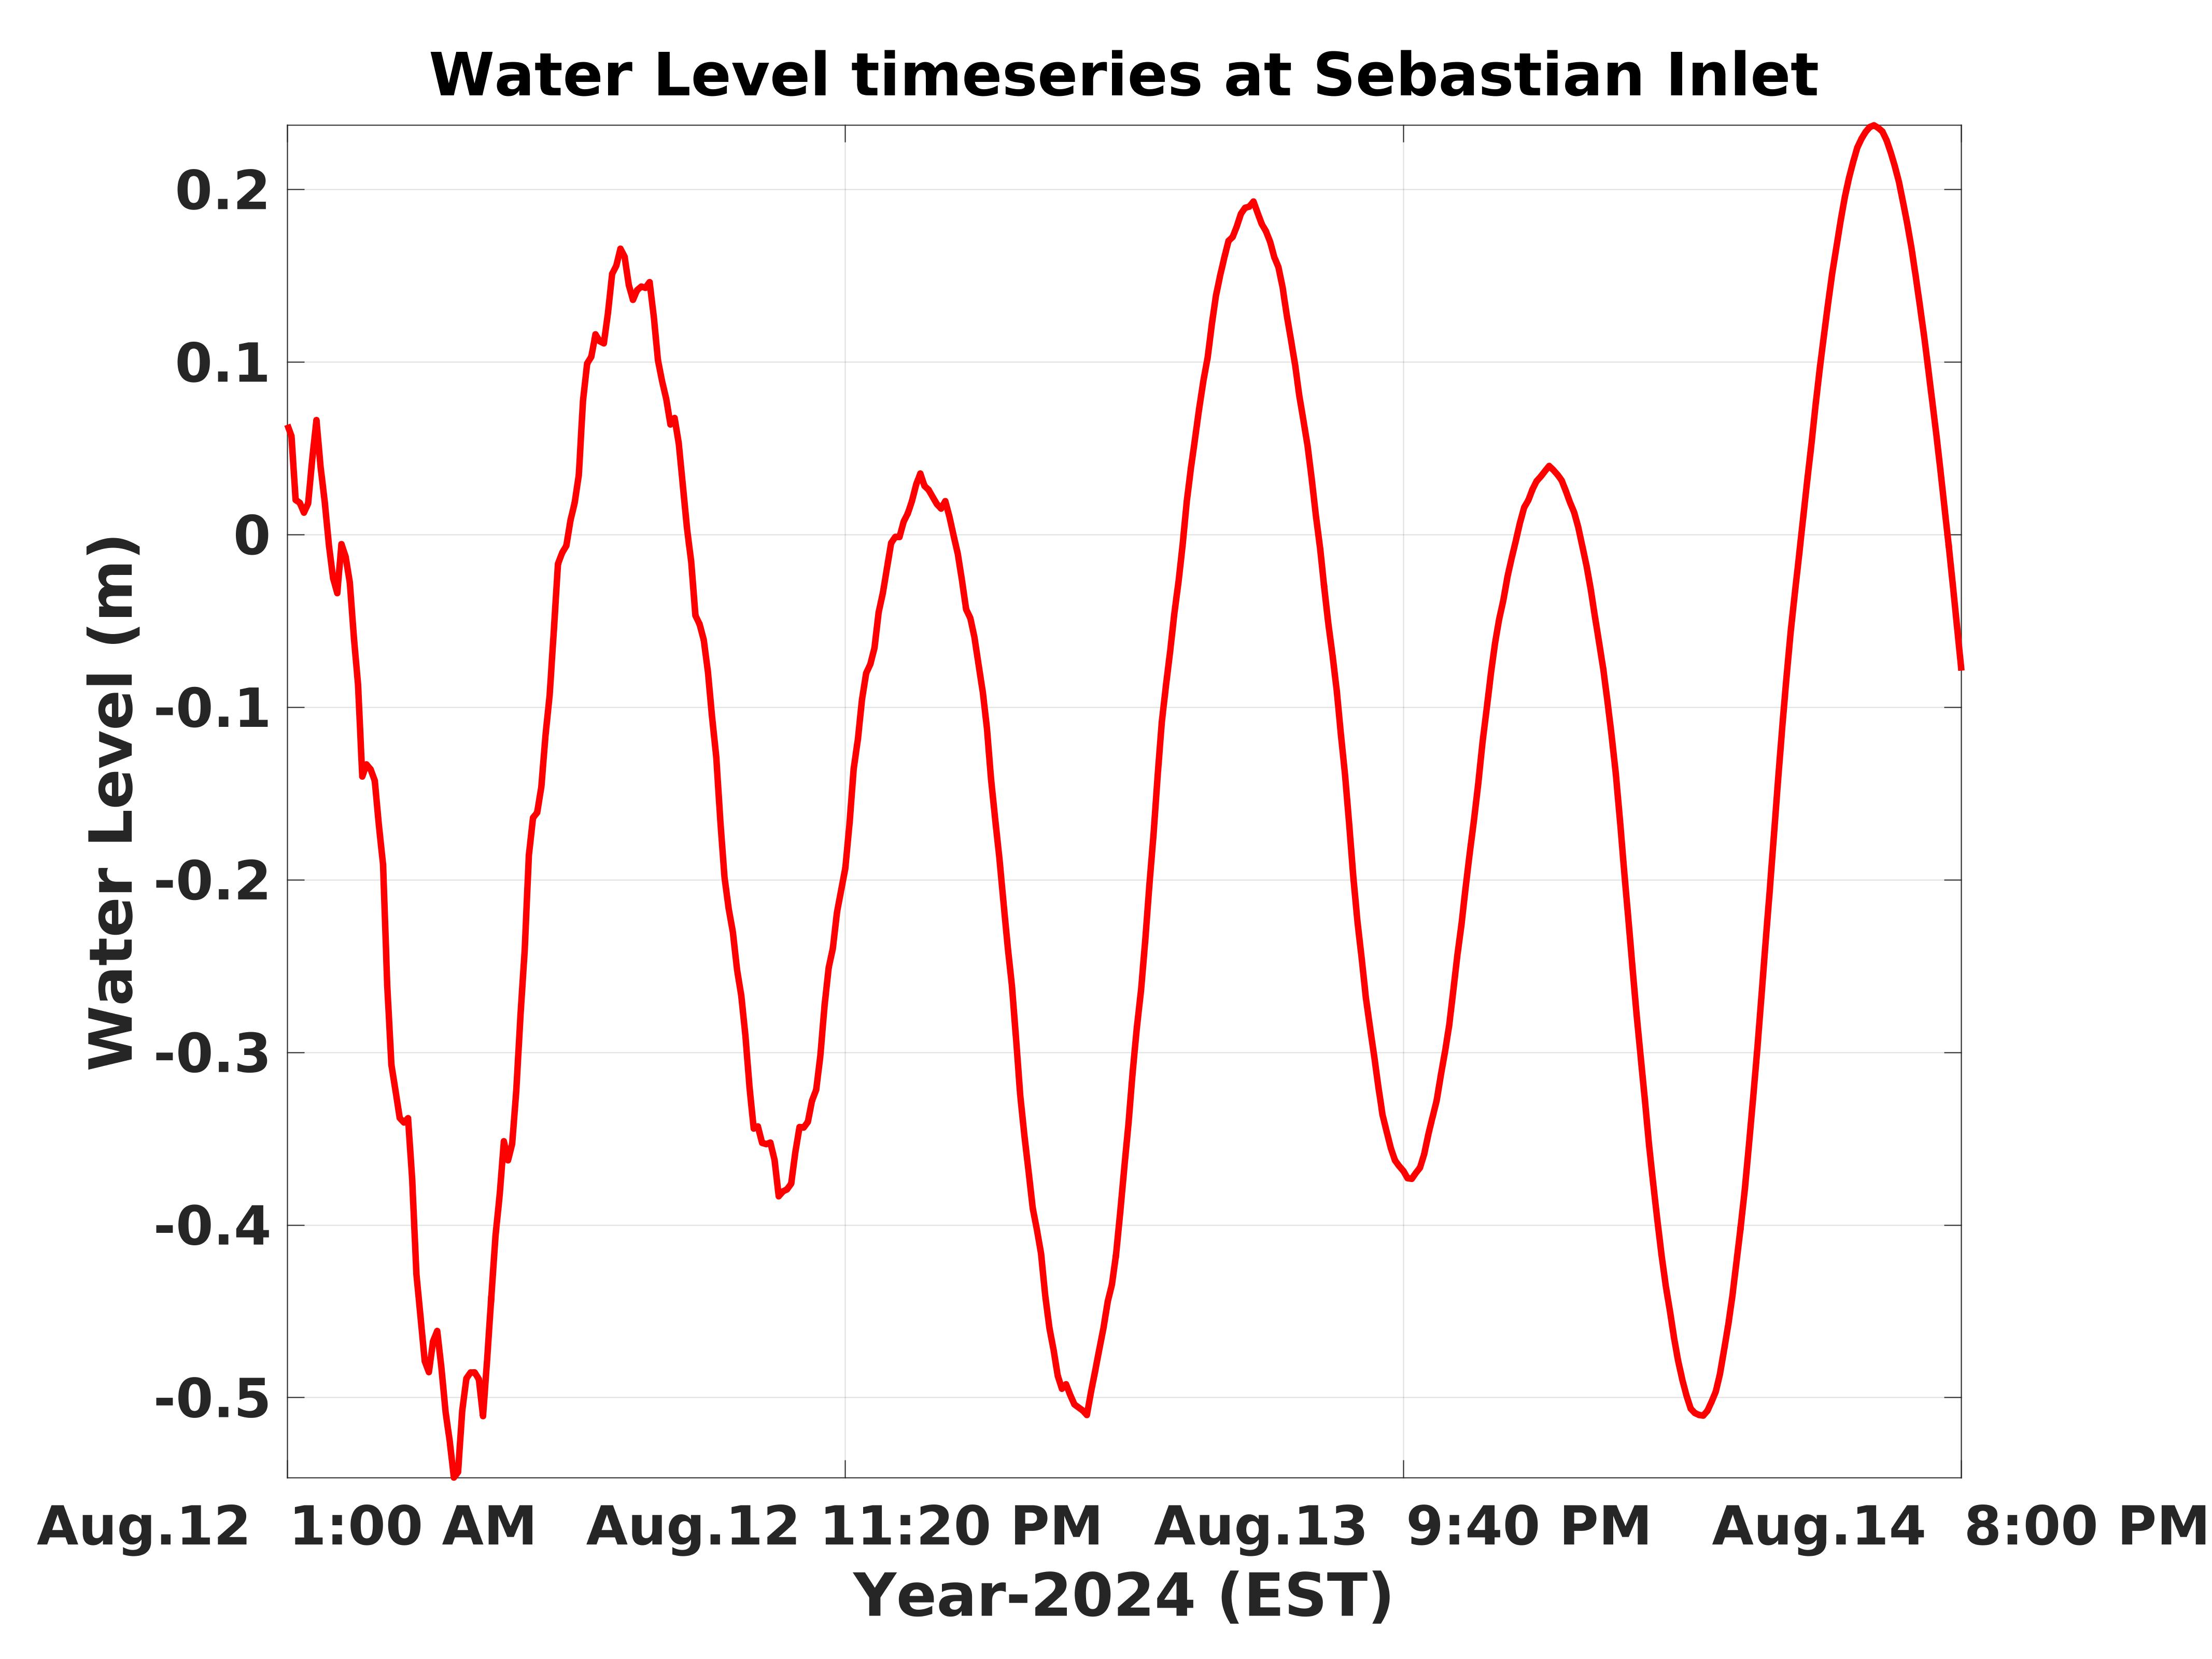 Water Level timeseries at Sebastian Inlet
Water Level (m)
0.2
0.1
0
-0.1
-0.2
-0.3
-0.4
-0.5
Aug.12  1:00 AM
Aug.12 11:20 PM
Aug.13  9:40 PM
Aug.14  8:00 PM
Year-2024 (EST)